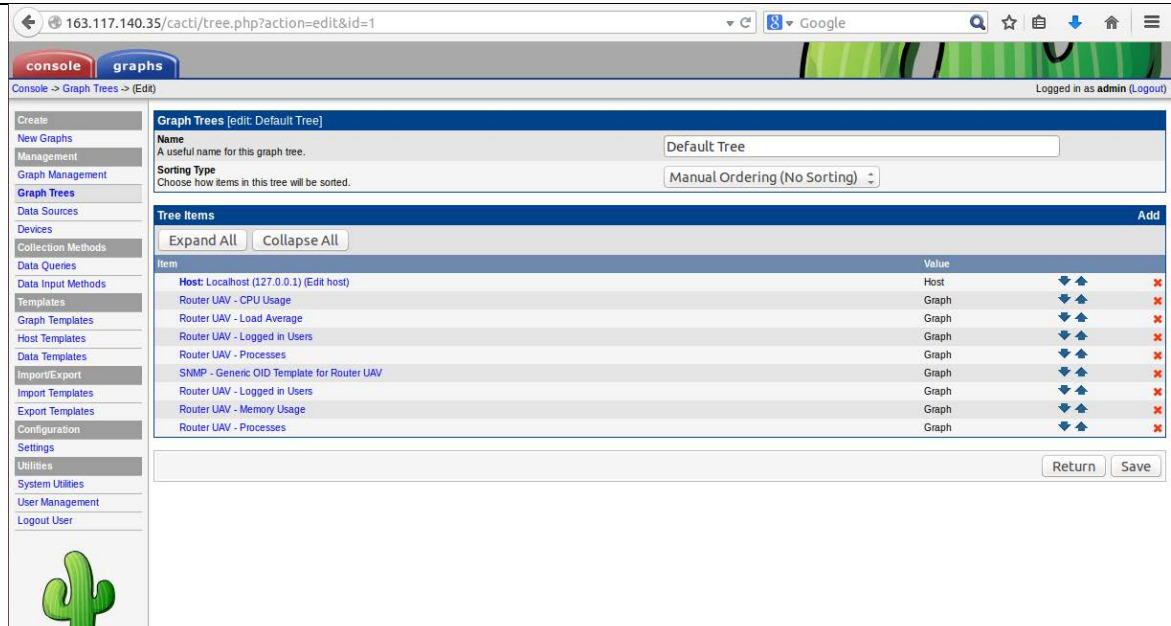 163.117.140.35/cacti/tree.php?action=edit&id=1
Google
console
graphs
Console -> Graph Trees -> (Edit)
Logged in as admin (Logout)
Create
New Graphs
Management
Graph Management
Graph Trees
Data Sources
Devices
Collection Methods
Data Queries
Data Input Methods
Templates
Graph Templates
Host Templates
Data Templates
Import/Export
Import Templates
Export Templates
Configuration
Settings
Utilities
System Utilities
User Management
Logout User
Graph Trees [edit: Default Tree]
Name
A useful name for this graph tree.
Default Tree
Sorting Type
Choose how items in this tree will be sorted.
Manual Ordering (No Sorting)
Tree Items Add
Expand All Collapse All
Item Value
Host: Localhost (127.0.0.1) (Edit host) Host
Router UAV - CPU Usage Graph
Router UAV - Load Average Graph
Router UAV - Logged in Users Graph
Router UAV - Processes Graph
SNMP - Generic OID Template for Router UAV Graph
Router UAV - Logged in Users Graph
Router UAV - Memory Usage Graph
Router UAV - Processes Graph
Return Save